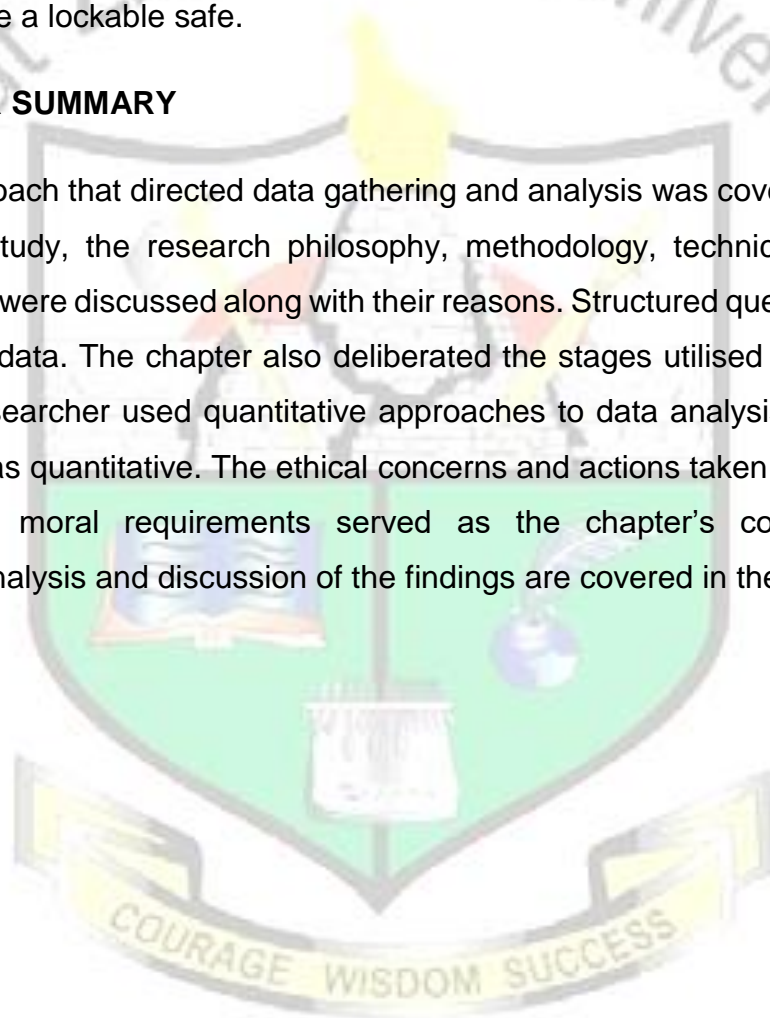 e a lockable safe.
SUMMARY
oach that directed data gathering and analysis was cove
tudy, the research philosophy, methodology, technic
were discussed along with their reasons. Structured que
data. The chapter also deliberated the stages utilised
searcher used quantitative approaches to data analysis
as quantitative. The ethical concerns and actions taken
moral requirements served as the chapter's co
nalysis and discussion of the findings are covered in the
COURAGE WISDOM SUCCESS